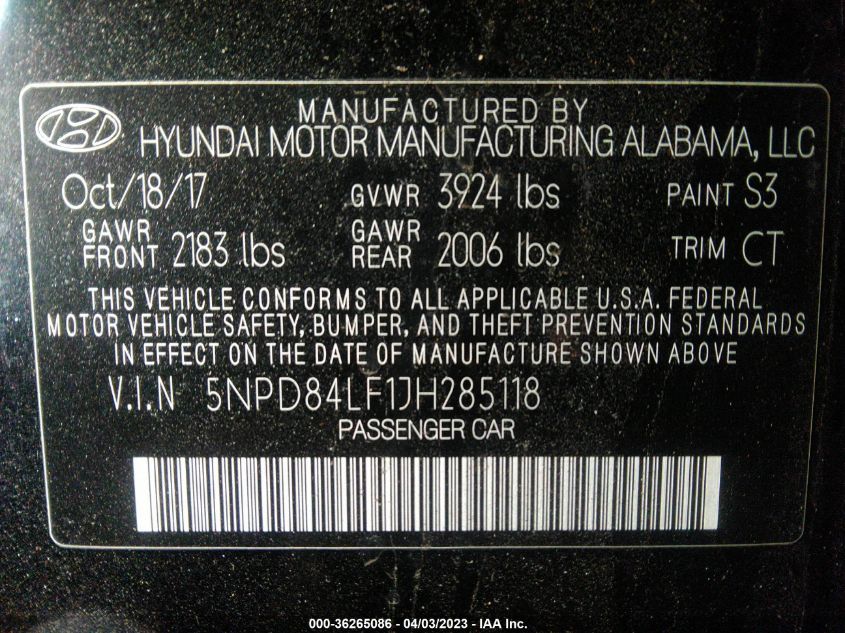 MANUFACTURED BY
HYUNDAI MOTOR MANUFACTURING ALABAMA, LLC
Oct/18/17 GVWR 3924 lbs PAINT S3
GAWR FRONT 2183 lbs GAWR REAR 2006 lbs TRIM CT
THIS VEHICLE CONFORMS TO ALL APPLICABLE U.S.A. FEDERAL
MOTOR VEHICLE SAFETY, BUMPER, AND THEFT PREVENTION STANDARDS
IN EFFECT ON THE DATE OF MANUFACTURE SHOWN ABOVE
V.I.N 5NPD84LF1JH285118
PASSENGER CAR
000-36265086 - 04/03/2023 - IAA Inc.